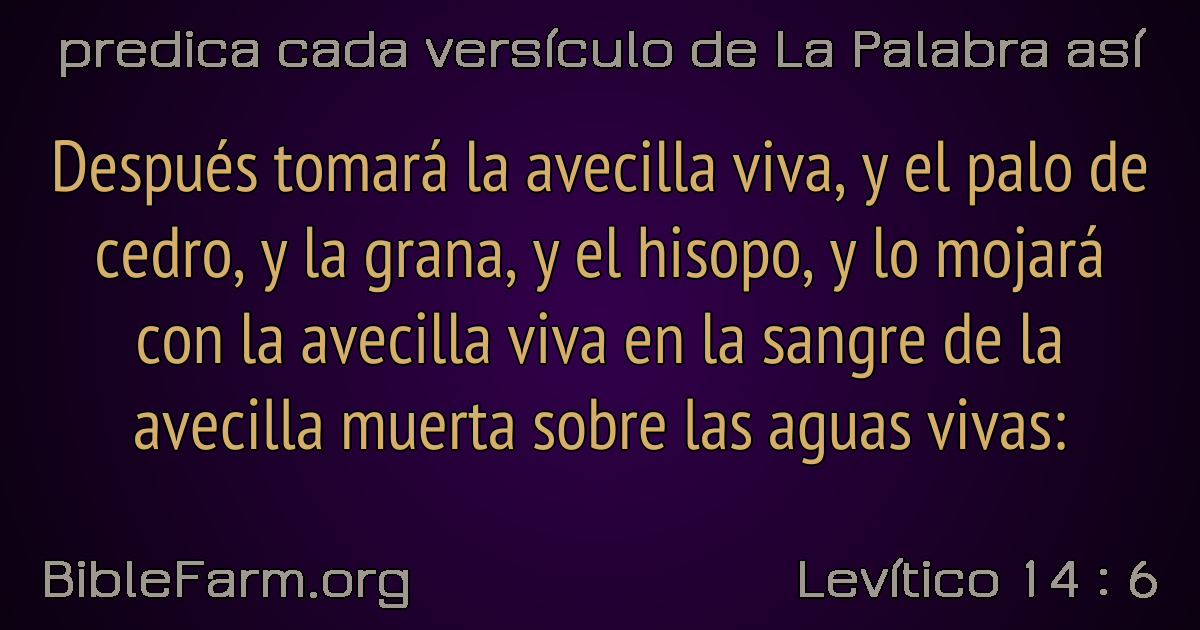 predica cada versículo de La Palabra así
Después tomará la avecilla viva, y el palo de
cedro, y la grana, y el hisopo, y lo mojará
con la avecilla viva en la sangre de la
avecilla muerta sobre las aguas vivas:
BibleFarm.org
Levítico 14 : 6